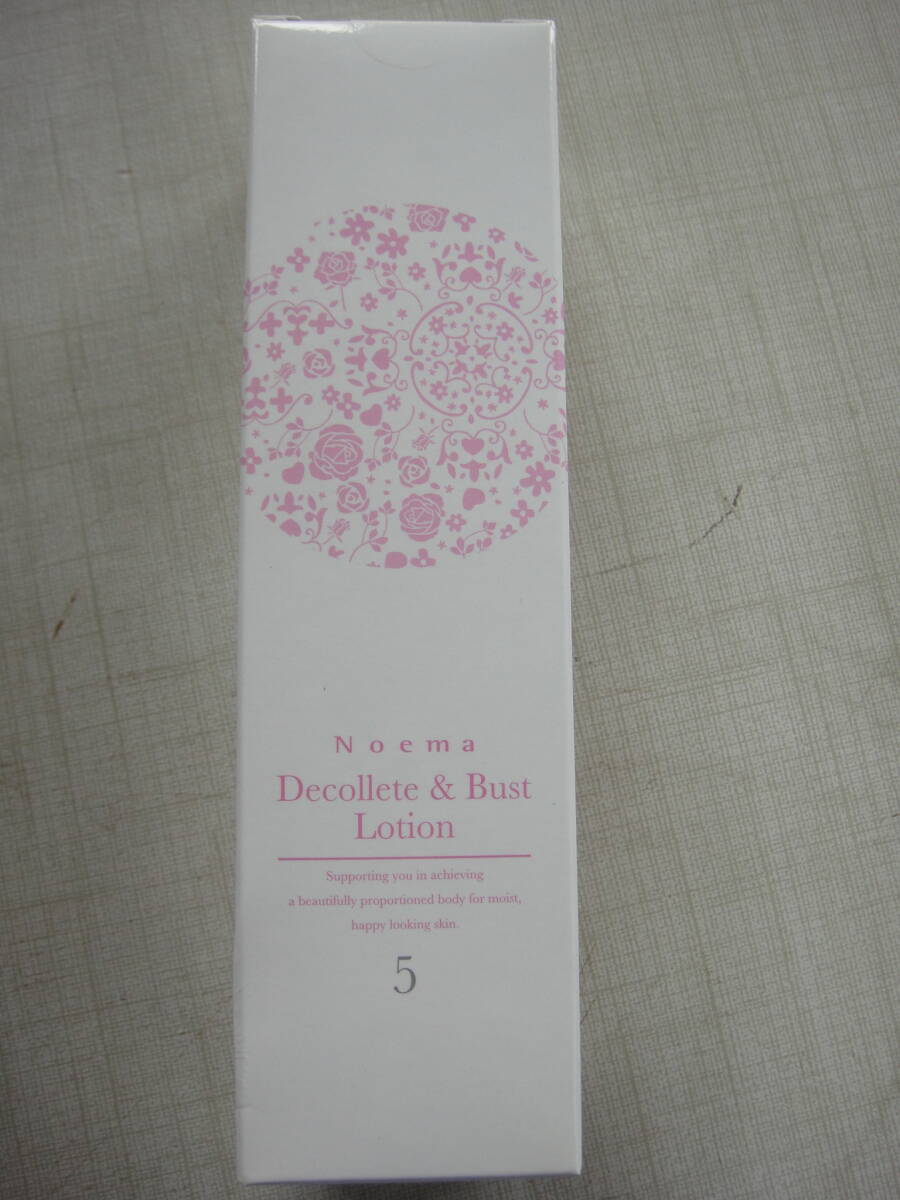 Noema
Decollete & Bust
Lotion
Supporting you in achieving
a beautifully proportioned body for moist,
happy looking skin.
5